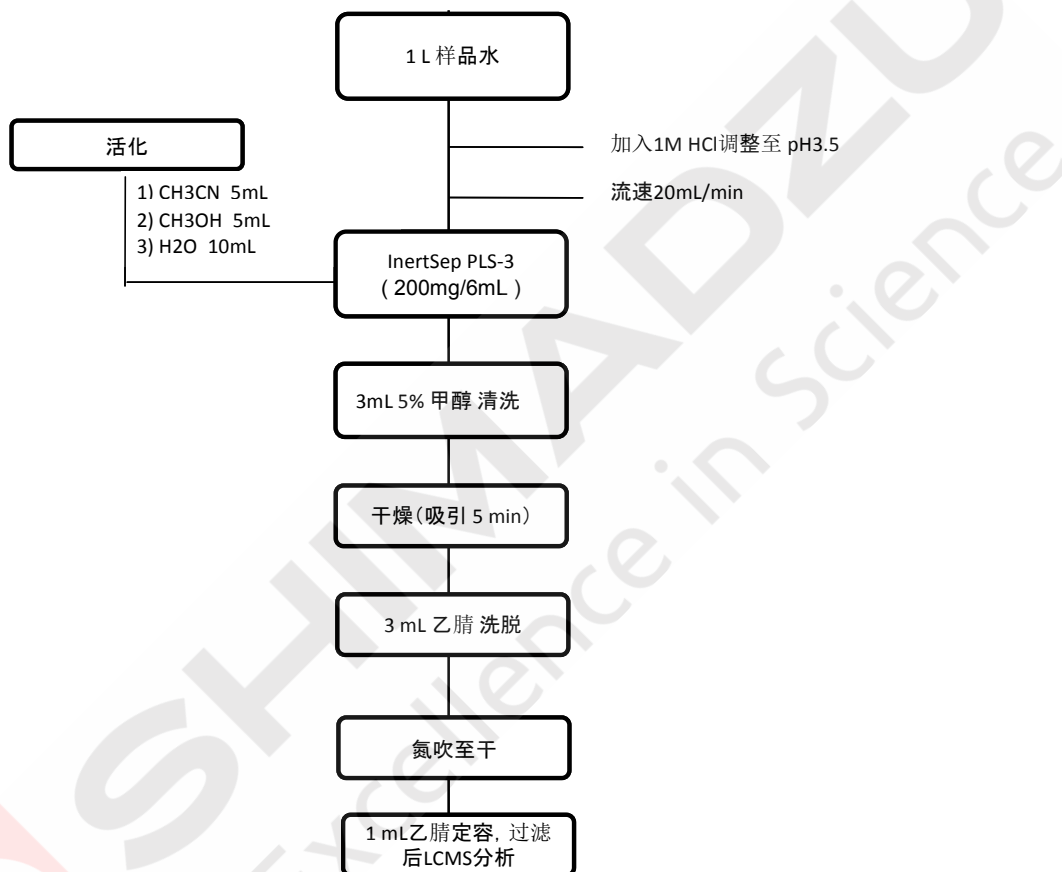 1 L 样品水
活化
加入1M HCl调整至 pH3.5
1) CH3CN 5mL
流速20mL/min
2) CH3OH 5mL
3) H2O 10mL
InertSep PLS-3
( 200mg/6mL )
3mL 5% 甲醇 清洗
干燥(吸引 5 min)
3 mL 乙腈 洗脱
氮吹至干
1 mL乙腈定容, 过滤
后LCMS分析
SHIMADZU
Excellence in Science